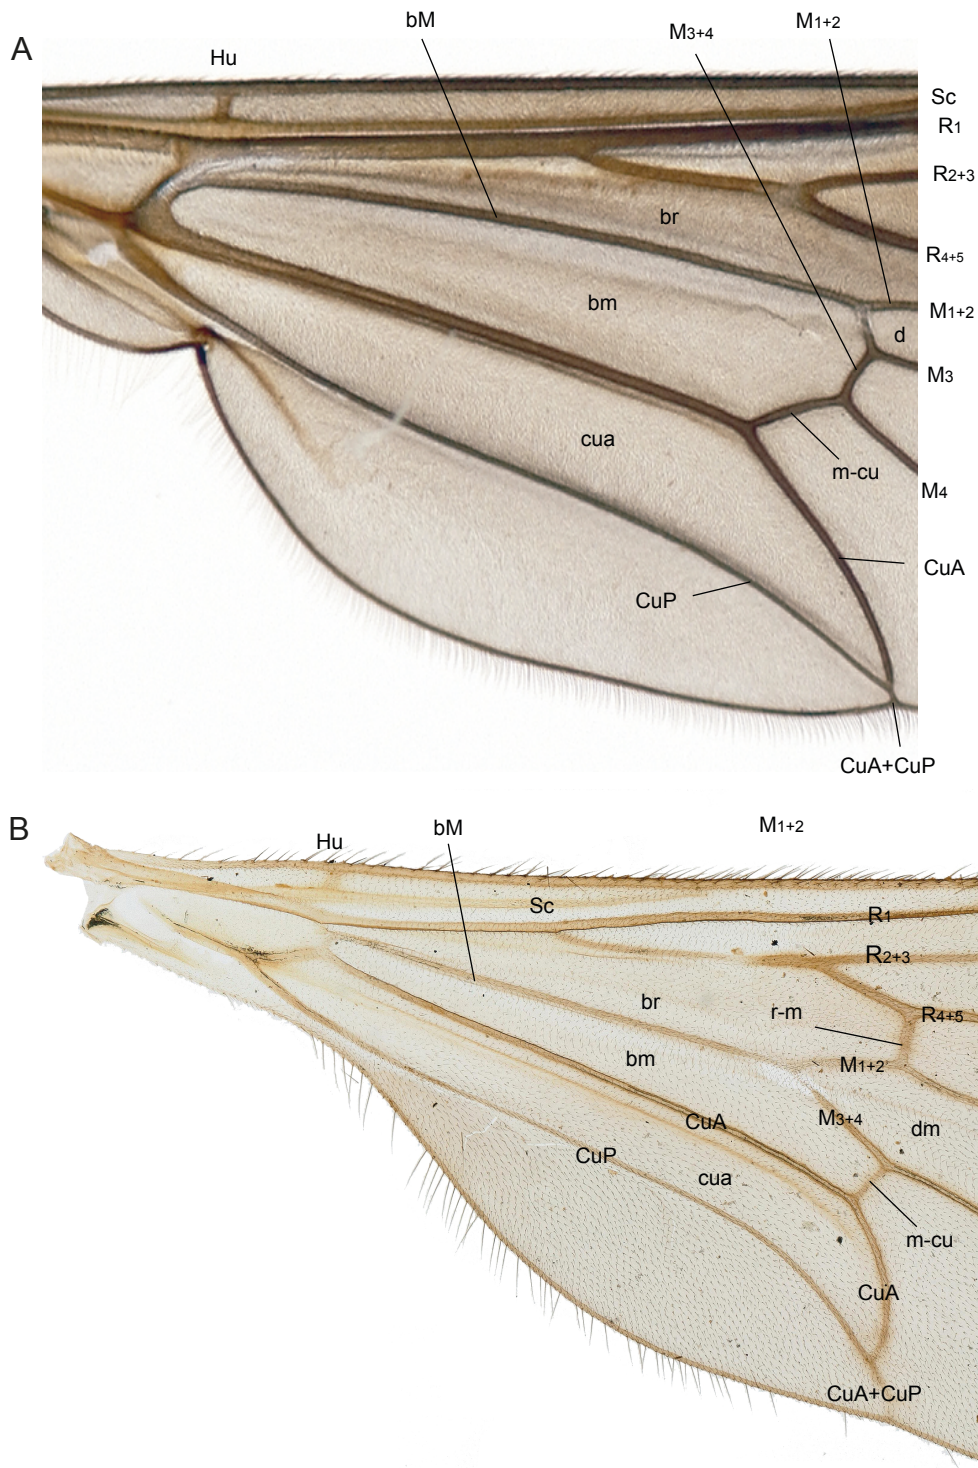 A
Hu
bM
M3+4
M1+2
Sc
R1
R2+3
br
R4+5
bm
M1+2
d
M3
cua
m-cu
M4
CuA
CuP
CuA+CuP
B
Hu
bM
M1+2
Sc
R1
R2+3
br
r-m
R4+5
bm
M1+2
CuA
M3+4
dm
CuP
cua
m-cu
CuA
CuA+CuP